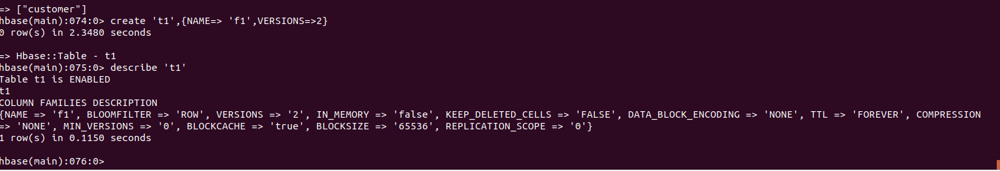 => ["customer"]
hbase(main):074:0> create 't1',{NAME=> 'f1',VERSIONS=>2}
0 row(s) in 2.3480 seconds
=> Hbase::Table - t1
hbase(main):075:0> describe 't1'
Table t1 is ENABLED
t1
COLUMN FAMILIES DESCRIPTION
{NAME => 'f1', BLOOMFILTER => 'ROW', VERSIONS => '2', IN_MEMORY => 'false', KEEP_DELETED_CELLS => 'FALSE', DATA_BLOCK_ENCODING => 'NONE', TTL => 'FOREVER', COMPRESSION
=> 'NONE', MIN_VERSIONS => '0', BLOCKCACHE => 'true', BLOCKSIZE => '65536', REPLICATION_SCOPE => '0'}
1 row(s) in 0.1150 seconds
hbase(main):076:0>